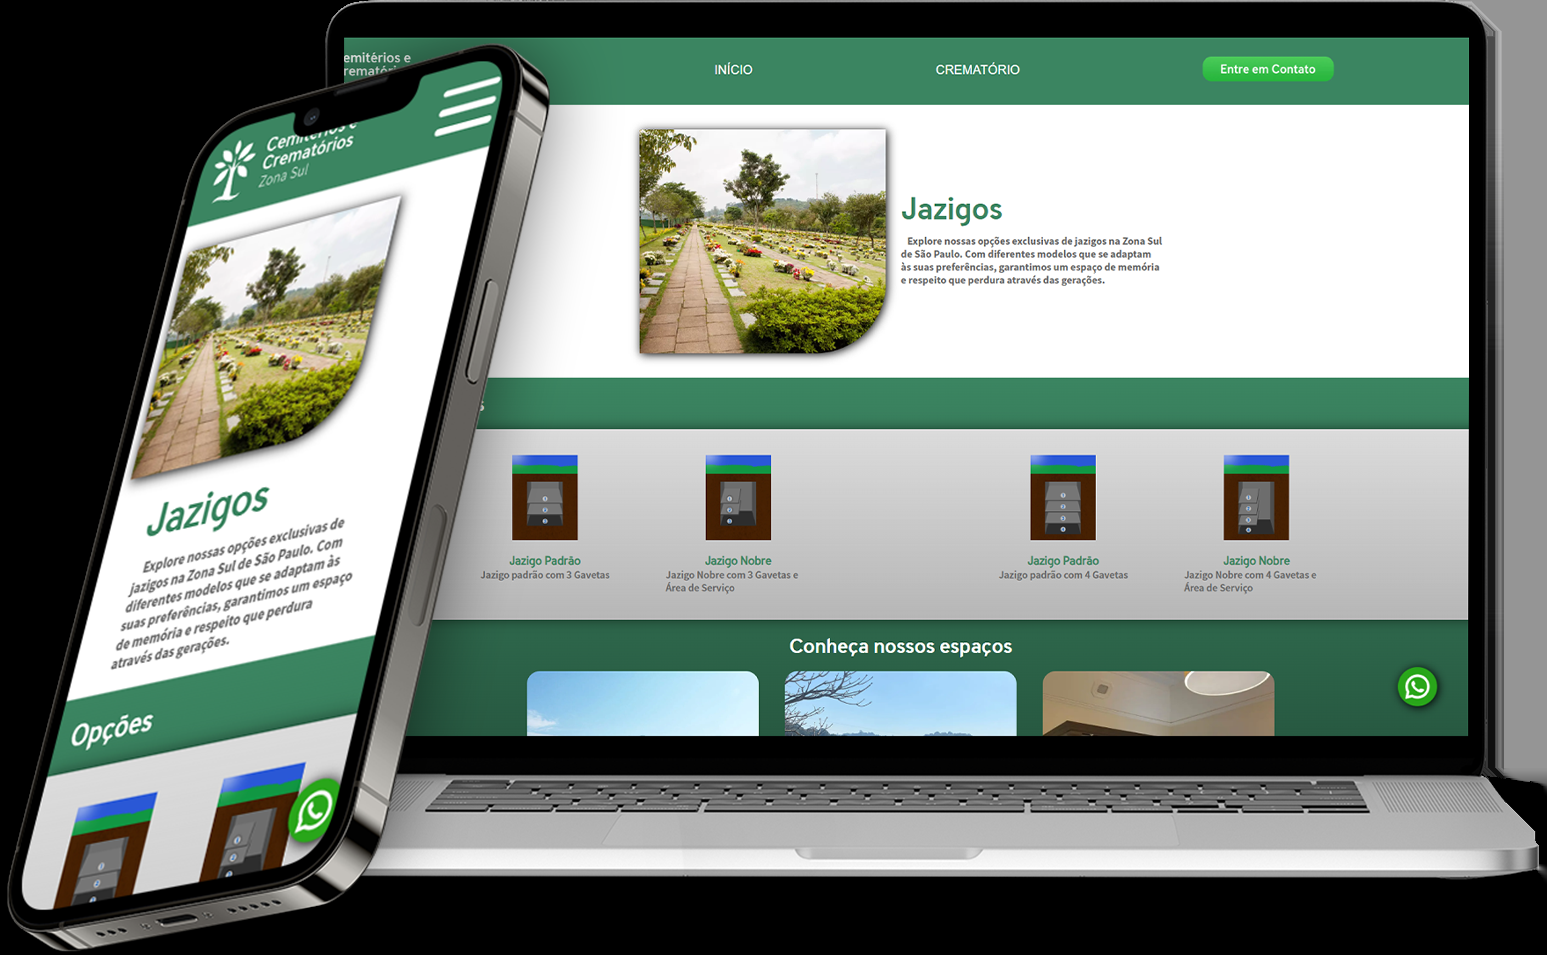 emitérios e
INÍCIO
CREMATÓRIO
Entre em Contato
Jazigos
Explore nossas opções exclusivas de jazigos na Zona Sul
de São Paulo. Com diferentes modelos que se adaptam
às suas preferências, garantimos um espaço de memória
e respeito que perdura através das gerações.
Jazigo Padrão
Jazigo padrão com 3 Gavetas
Jazigo Nobre
Jazigo Nobre com 3 Gavetas e
Área de Serviço
Jazigo Padrão
Jazigo padrão com 4 Gavetas
Jazigo Nobre
Jazigo Nobre com 4 Gavetas e
Área de Serviço
Conheça nossos espaços
Cemitérios e
Crematórios
Zona Sul
Jazigos
Explore nossas opções exclusivas de
jazigos na Zona Sul de São Paulo. Com
diferentes modelos que se adaptam às
suas preferências, garantimos um espaço
de memória e respeito que perdura
através das gerações.
Opções